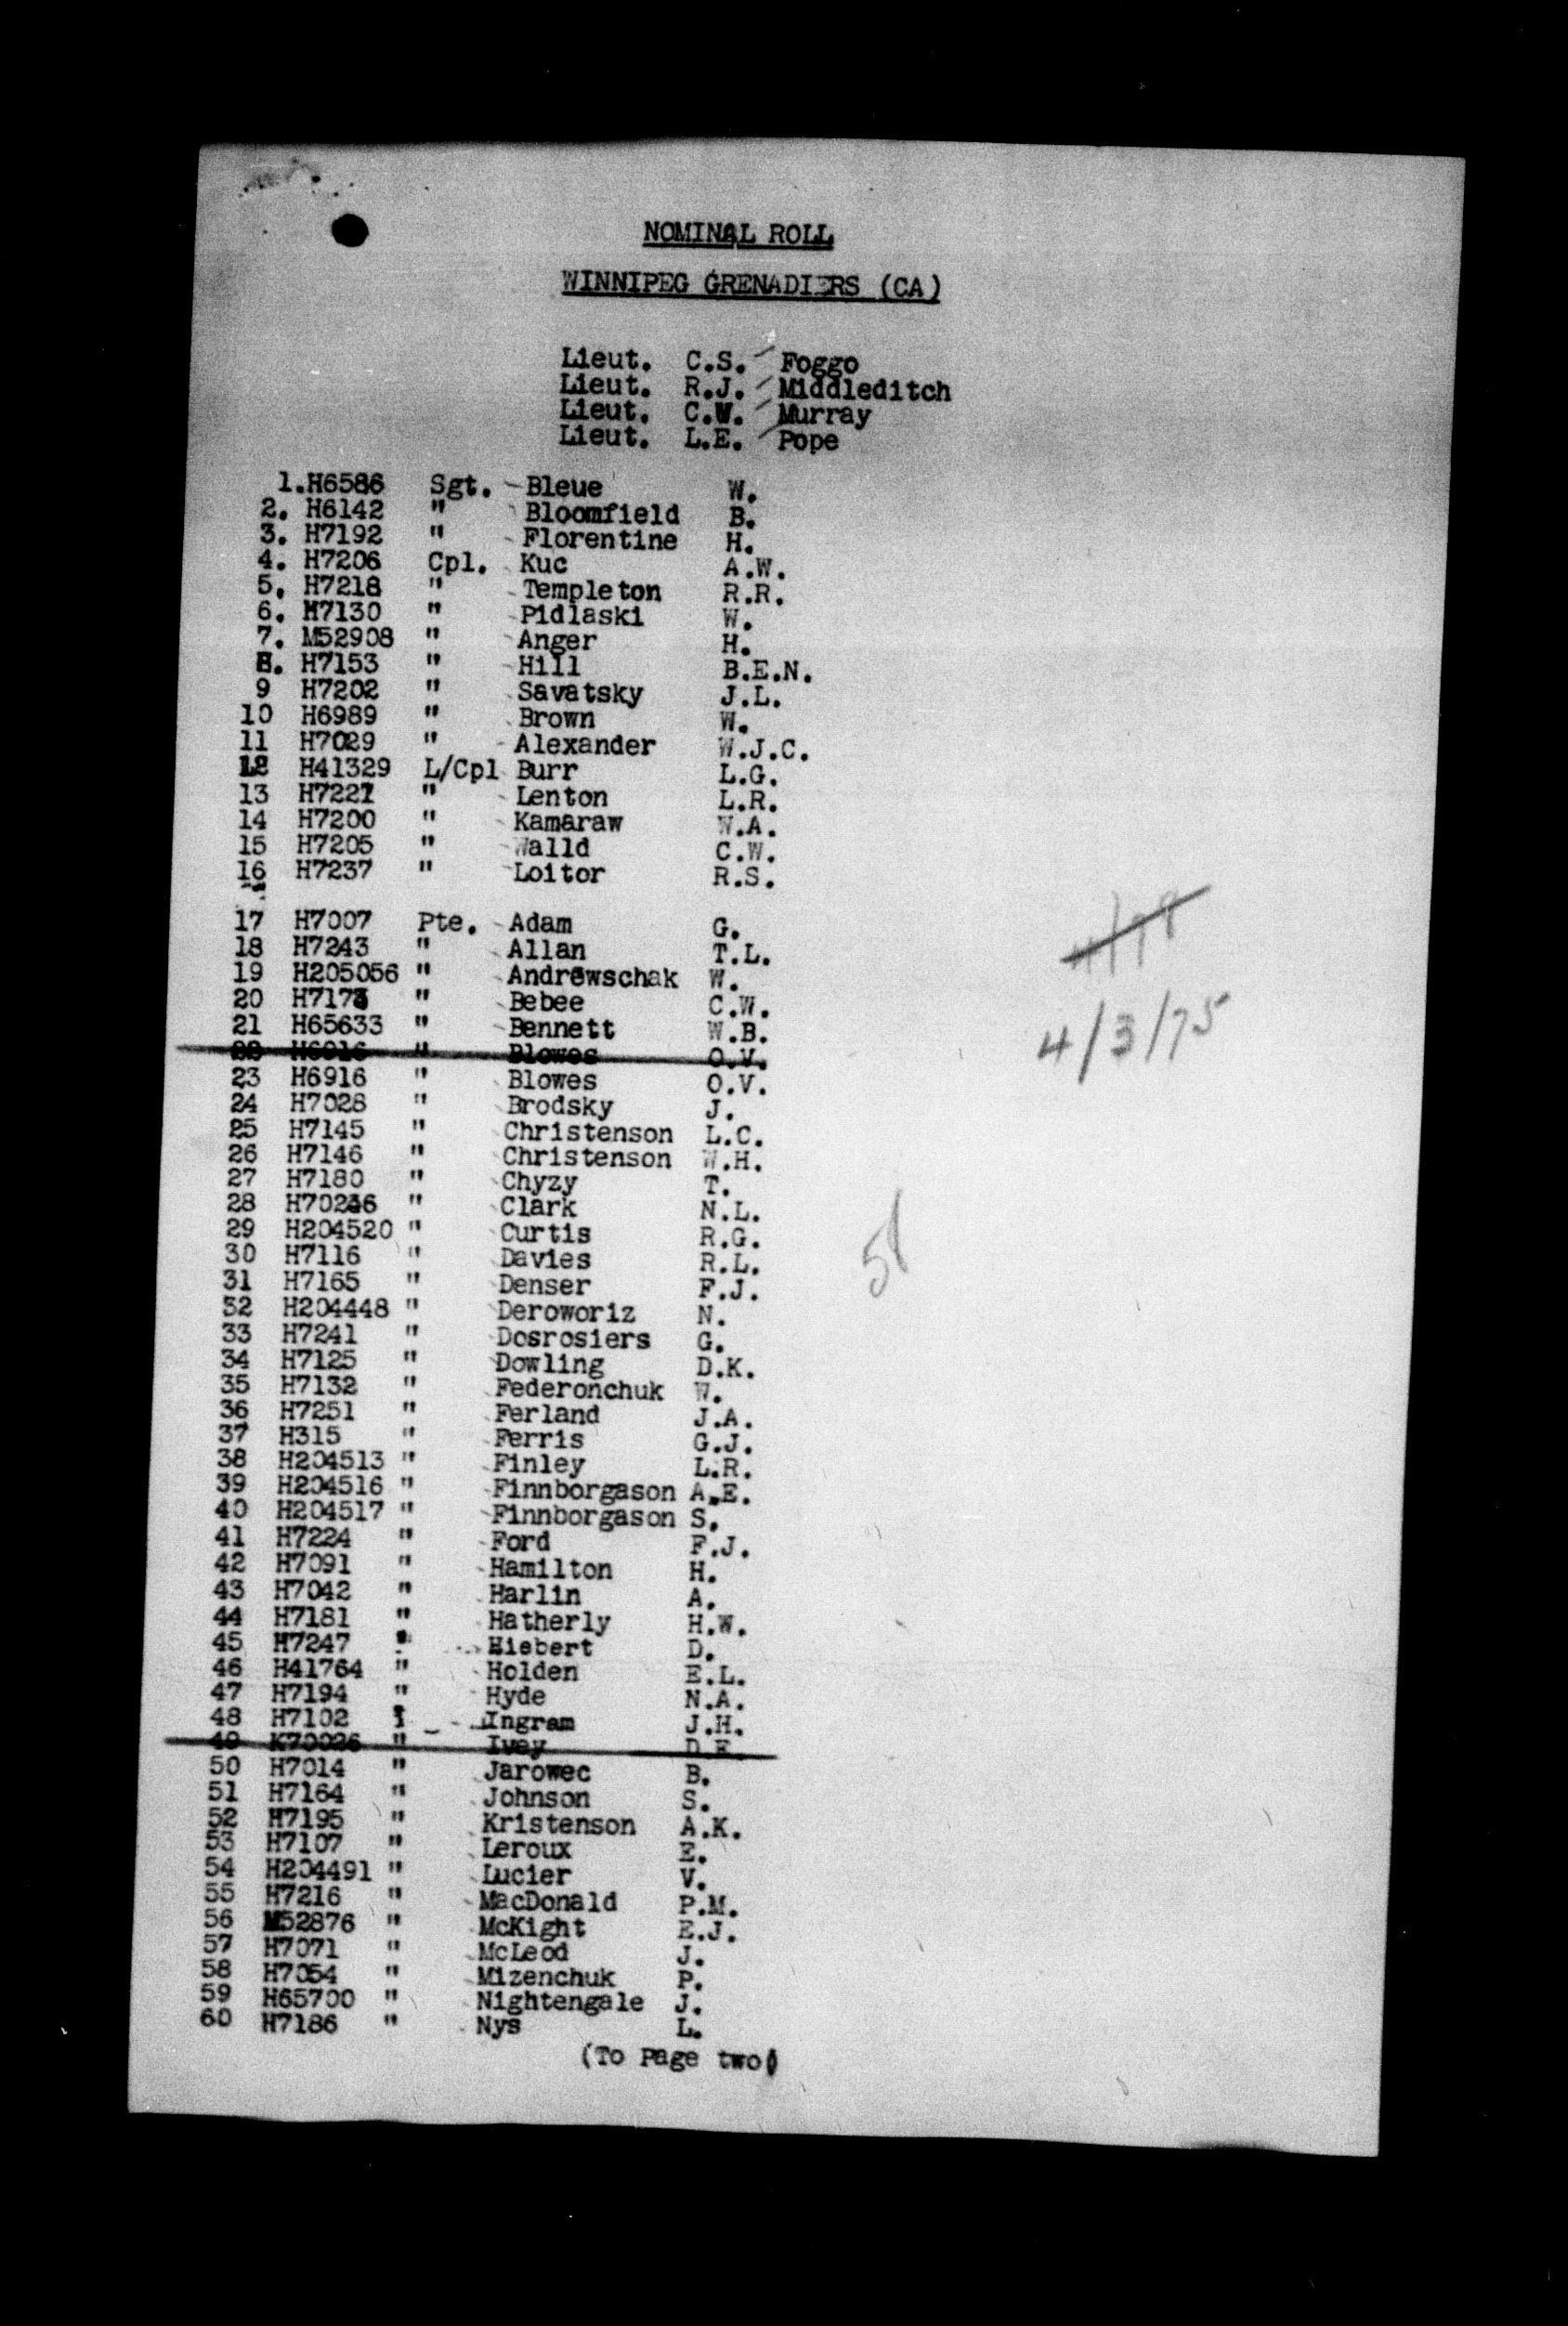 NOMINAL ROLL
WINNIPEG GRENADIERS (CA)
Lieut. C.S. Foggo
Lieut. R.J. Middleditch
Lieut. C.W. Murray
Lieut. L.E. Pope
1. H6586 Sgt. Bleue W.
2. H6142 " Bloomfield B.
3. H7192 " Florentine H.
4. H7206 Cpl. Kuc A.W.
5. H7218 " Templeton R.R.
6. H7130 " Pidlaski W.
7. M52908 " Anger H.
8. H7153 " Hill B.E.N.
9 H7202 " Savatsky J.L.
10 H6989 " Brown W.
11 H7029 " Alexander W.J.C.
12 H41329 L/Cpl Burr L.G.
13 H7221 " Lenton L.R.
14 H7200 " Kamaraw W.A.
15 H7205 " Walld C.W.
16 H7237 " Loitor R.S.
17 H7007 Pte. Adam G.
18 H7243 " Allan T.L.
19 H205056 " Andrewschak W.
20 H7173 " Bebee C.W.
21 H65633 " Bennett W.B.
22 H6916 " Blowes O.V.
23 H6916 " Blowes O.V.
24 H7028 " Brodsky J.
25 H7145 " Christenson L.C.
26 H7146 " Christenson W.H.
27 H7180 " Chyzy T.
28 " Clark N.L.
29 H204520 " Curtis R.G.
30 H7116 " Davies R.L.
31 H7165 " Denser F.J.
32 H204448 " Deroworiz N.
33 H7241 " Dosrosiers G.
34 H7125 " Dowling D.K.
35 H7132 " Federonchuk W.
36 H7251 " Ferland J.A.
37 H315 " Ferris G.J.
38 H204513 " Finley L.R.
39 H204516 " Finnborgason A.E.
40 H204517 " Finnborgason S.
41 H7224 " Ford F.J.
42 H7091 " Hamilton H.
43 H7042 " Harlin A.
44 H7181 " Hatherly H.W.
45 H7247 " Hiebert D.
46 H41764 " Holden E.L.
47 H7194 " Hyde N.A.
48 H7102 Ingram J.H.
49 K70026 " Ivey D.E.
50 H7014 " Jarowec B.
51 H7164 " Johnson S.
52 H7195 " Kristenson A.K.
53 H7107 " Leroux E.
54 H204491 " Lucier V.
55 H7216 " MacDonald P.M.
56 M52876 " McKight E.J.
57 H7071 " McLeod J.
58 H7054 " Mizenchuk P.
59 H65700 " Nightengale J.
60 H7186 " Nys L.
(To Page two)
4/3/75